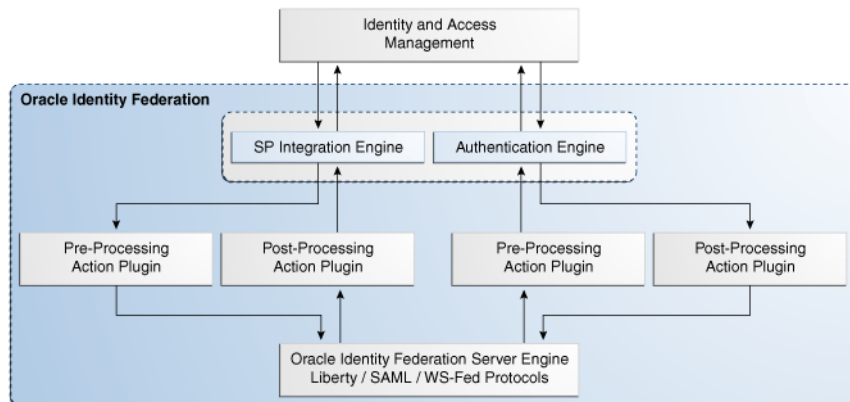 Identity and Access
Management
Oracle Identity Federation
SP Integration Engine
Authentication Engine
Pre-Processing
Action Plugin
Post-Processing
Action Plugin
Pre-Processing
Action Plugin
Post-Processing
Action Plugin
Oracle Identity Federation Server Engine
Liberty / SAML / WS-Fed Protocols